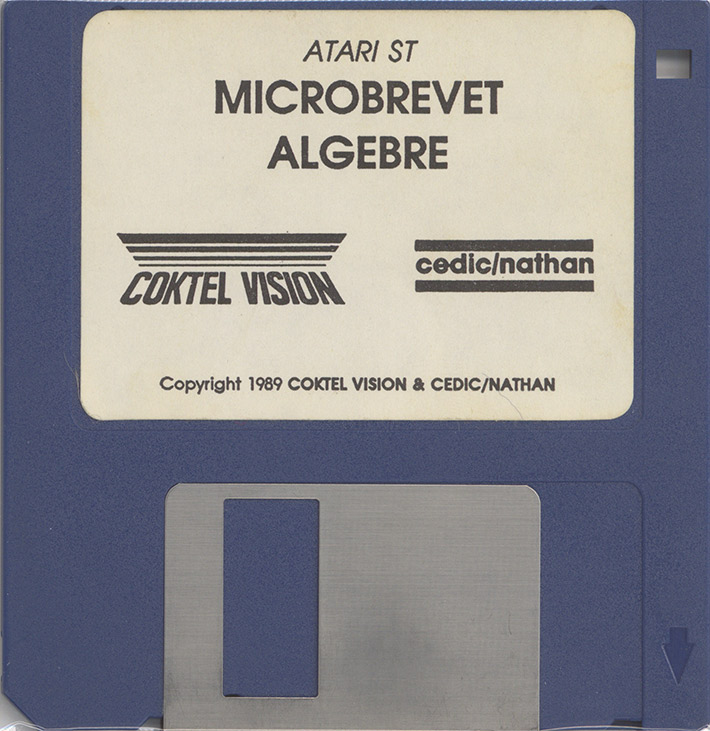 ATARI ST
MICROBREVET
ALGEBRE
COKTEL VISION
cedic/nathan
Copyright 1989 COKTEL VISION & CEDIC/NATHAN